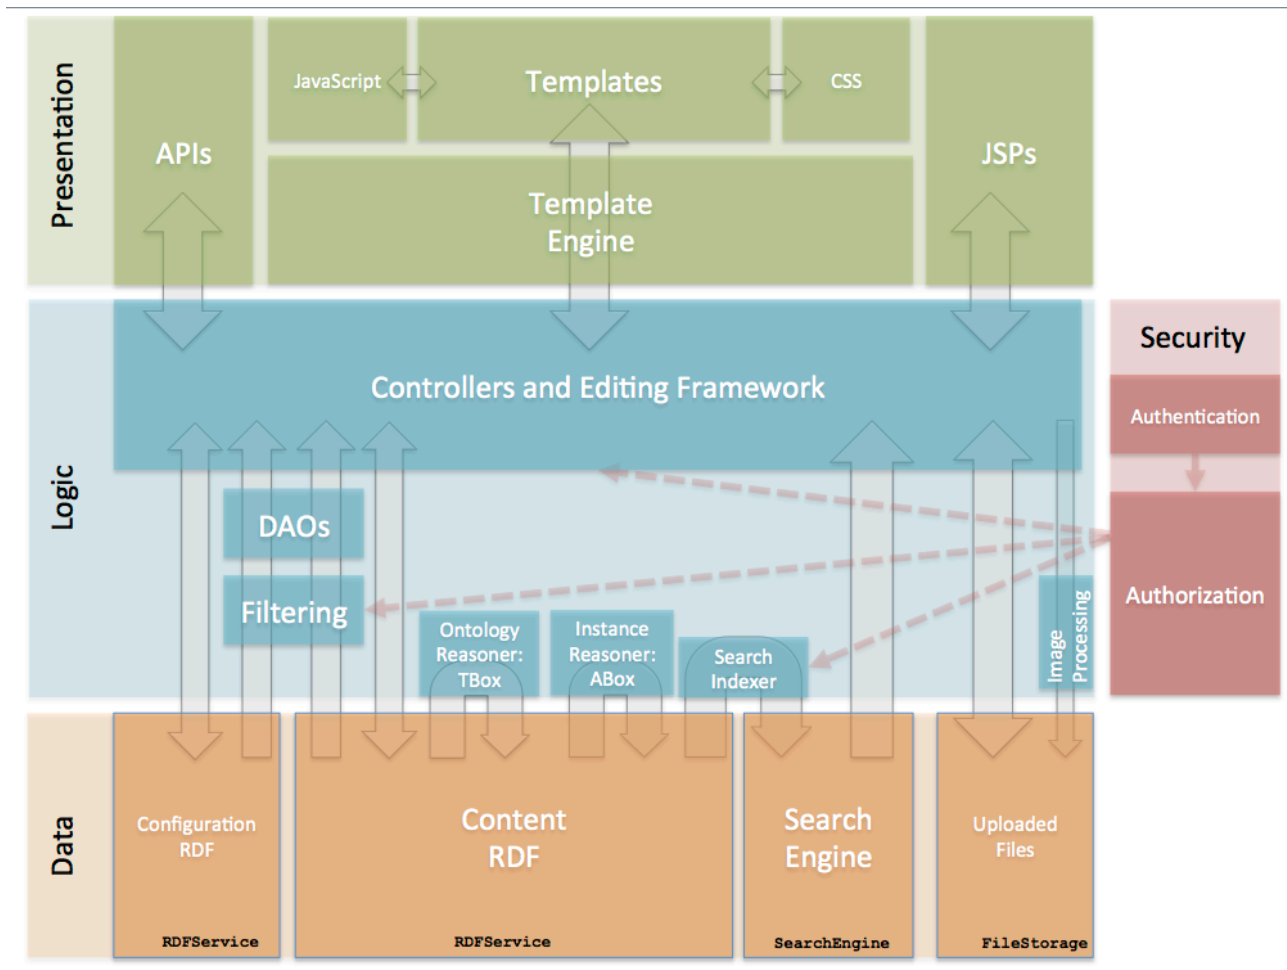 Presentation
APIs
JavaScript
Templates
CSS
JSPs
Template
Engine
Logic
Controllers and Editing Framework
DAOs
Filtering
Ontology
Reasoner:
TBox
Instance
Reasoner:
ABox
Search
Indexer
Image
Processing
Security
Authentication
Authorization
Data
Configuration
RDF
RDFService
Content
RDF
RDFService
Search
Engine
SearchEngine
Uploaded
Files
FileStorage